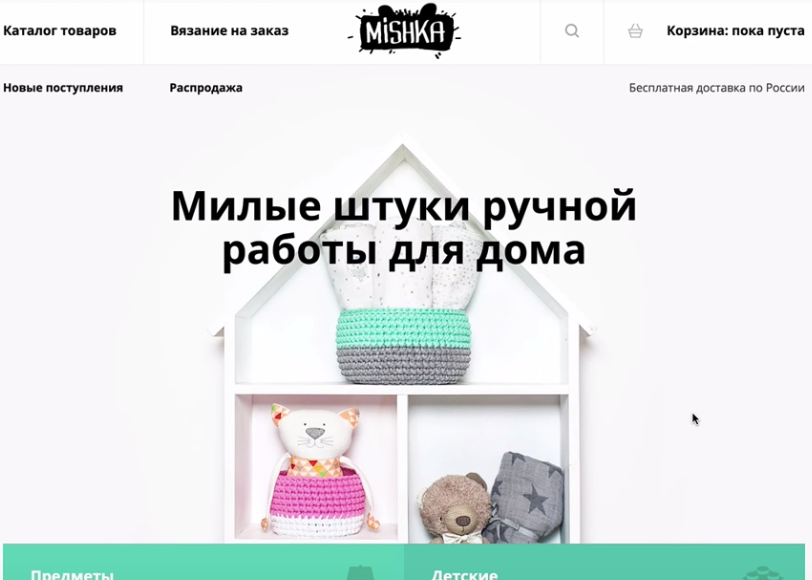 Каталог товаров
Вязание на заказ
MiSHKA
Корзина: пока пуста
Новые поступления
Распродажа
Бесплатная доставка по России
Милые штуки ручной
работы для дома
Предметы
Детские